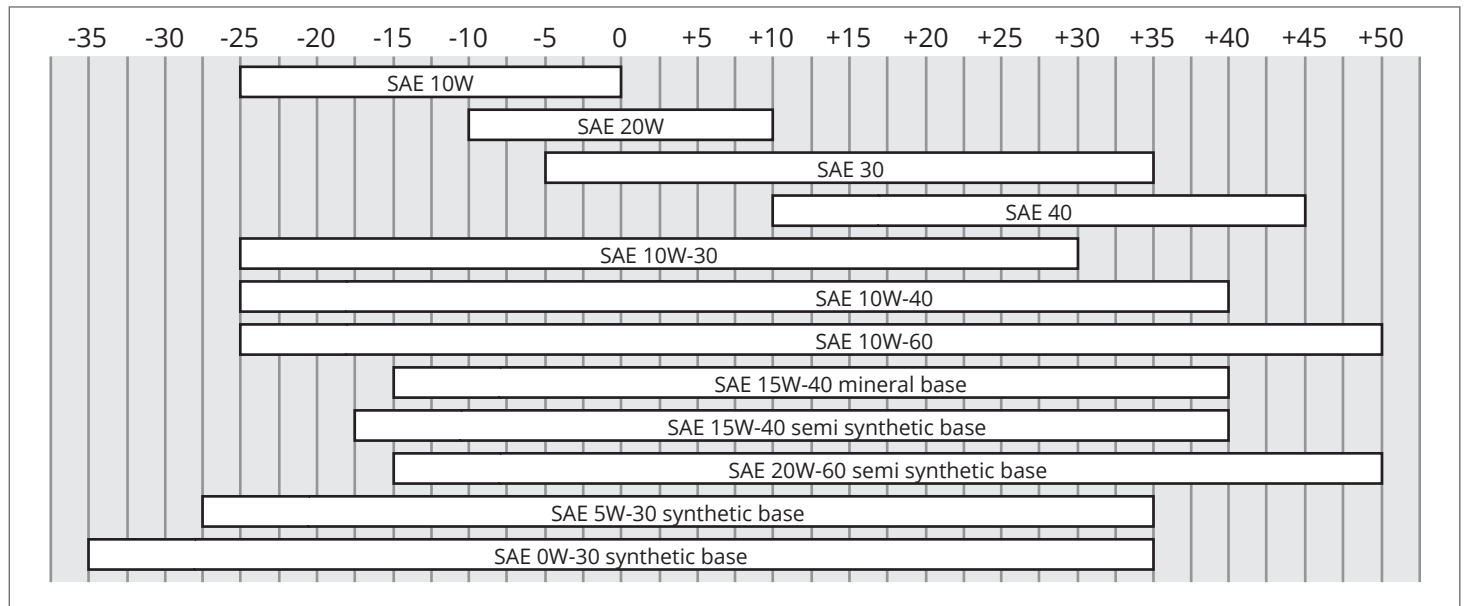 -35 -30 -25 -20 -15 -10 -5 0 +5 +10 +15 +20 +25 +30 +35 +40 +45 +50
SAE 10W
SAE 20W
SAE 30
SAE 40
SAE 10W-30
SAE 10W-40
SAE 10W-60
SAE 15W-40 mineral base
SAE 15W-40 semi synthetic base
SAE 20W-60 semi synthetic base
SAE 5W-30 synthetic base
SAE 0W-30 synthetic base